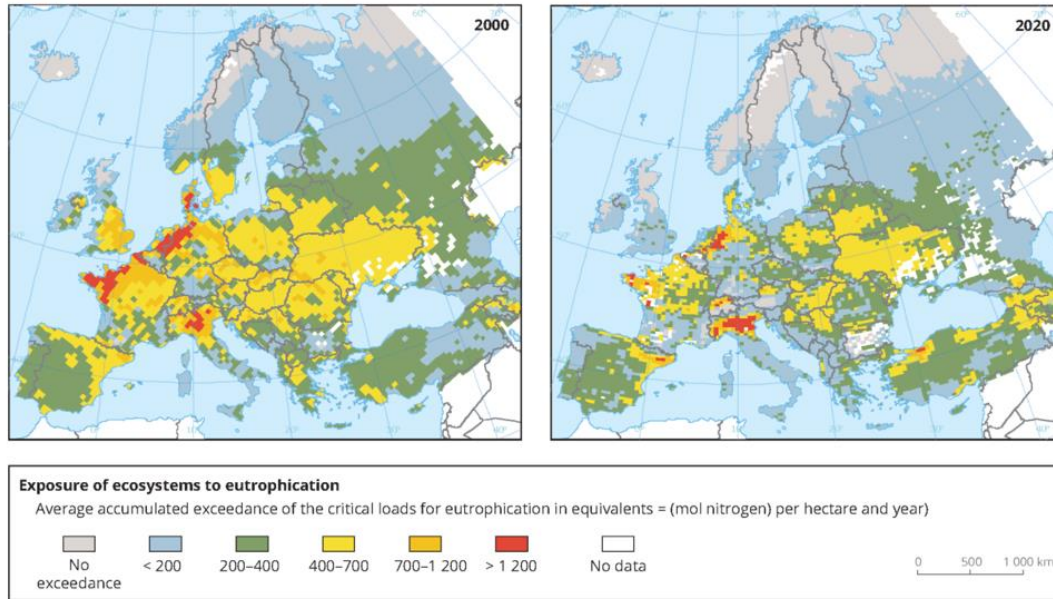 2000
2020
Exposure of ecosystems to eutrophication
Average accumulated exceedance of the critical loads for eutrophication in equivalents = (mol nitrogen) per hectare and year)
No exceedance
< 200
200–400
400–700
700–1 200
> 1 200
No data
0 500 1 000 km